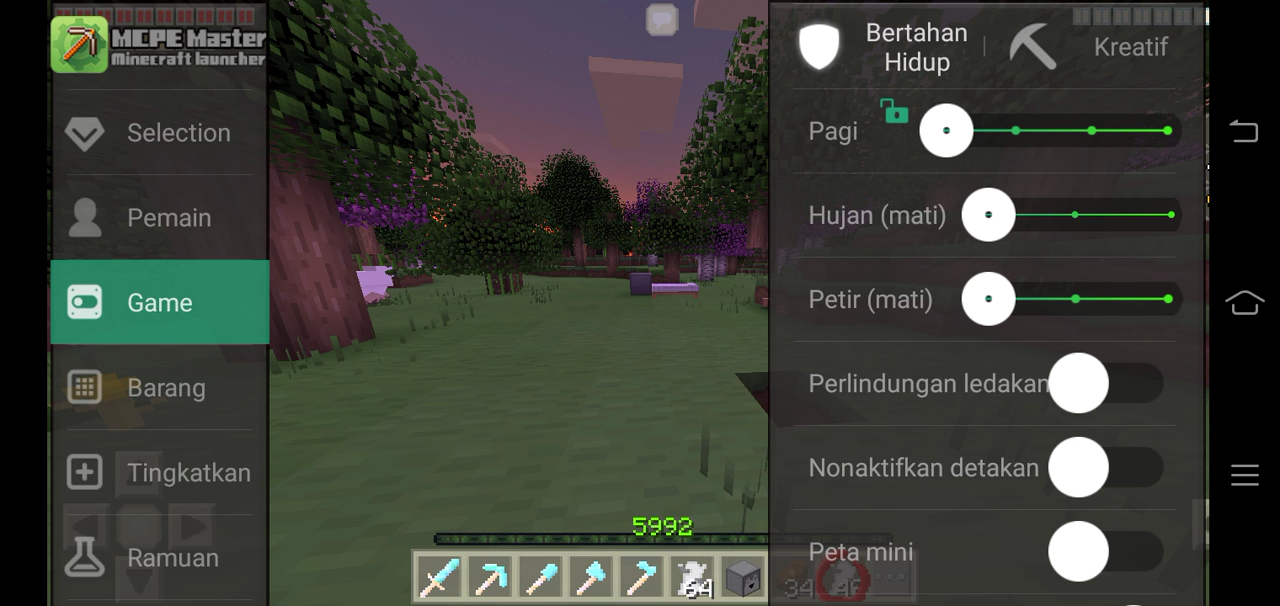 MCPE Master
Minecraft launcher
Selection
Pemain
Game
Barang
Tingkatkan
Ramuan
5992
64
34
46
Bertahan
Hidup
Kreatif
Pagi
Hujan (mati)
Petir (mati)
Perlindungan ledakan
Nonaktifkan detakan
Peta mini